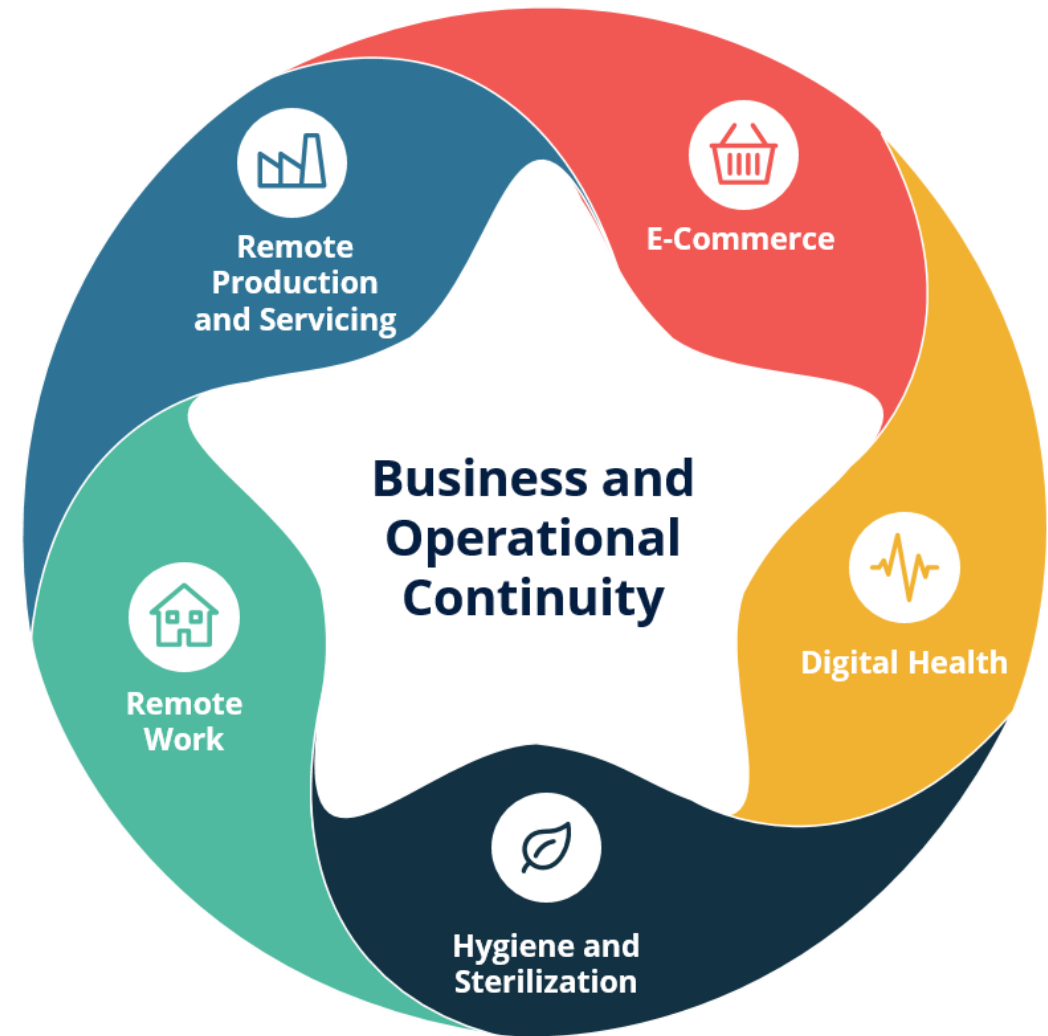 Remote
Production
and Servicing
E-Commerce
Business and
Operational
Continuity
Digital Health
Remote
Work
Hygiene and
Sterilization